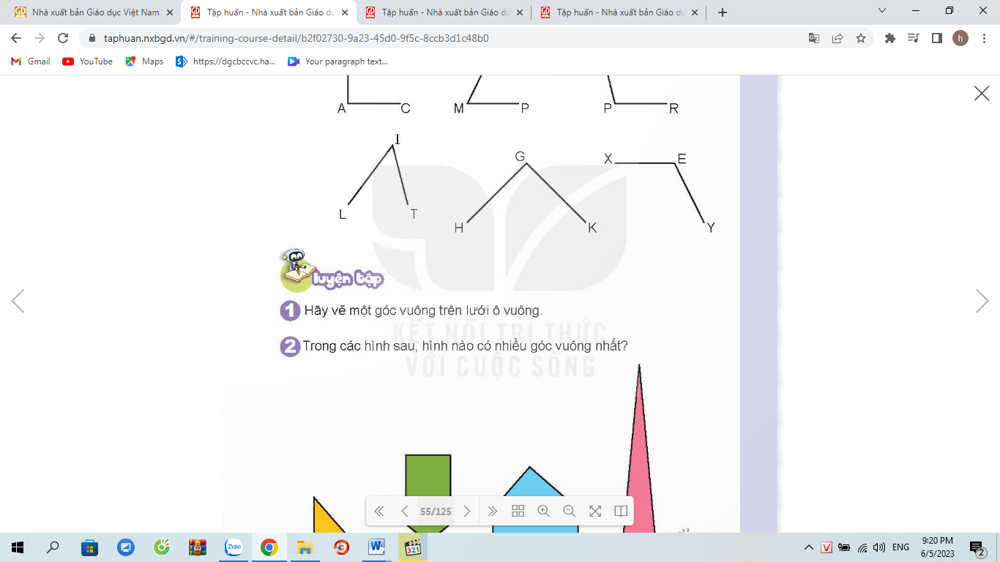 Nhà xuất bản Giáo dục Việt Nam
Tập huấn - Nhà xuất bản Giáo dụ
Tập huấn - Nhà xuất bản Giáo dụ
Tập huấn - Nhà xuất bản Giáo dụ
taphuan.nxbgd.vn/#/training-course-detail/b2f02730-9a23-45d0-9f5c-8ccb3d1c48b0
h
Gmail
YouTube
Maps
https://dgcbccvc.ha...
Your paragraph text...
A C M P P R
I
G X E
L T
H K Y
Luyện tập
1 Hãy vẽ một góc vuông trên lưới ô vuông.
KẾT NỐI TRI THỨC
2 Trong các hình sau, hình nào có nhiều góc vuông nhất?
VỚI CUỘC SỐNG
55/125
Zalo
321
V
ENG
9:20 PM
6/5/2023
2